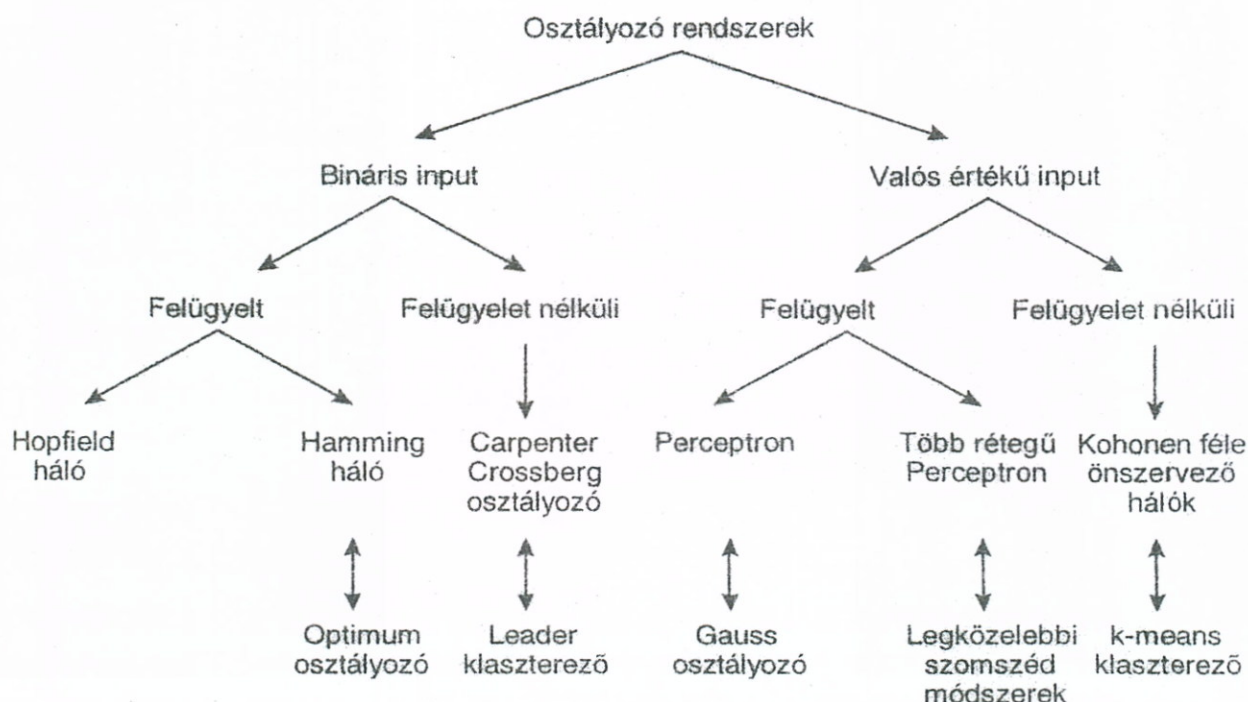 Osztályozó rendszerek
Bináris input
Valós értékű input
Felügyelt
Felügyelet nélküli
Felügyelt
Felügyelet nélküli
Hopfield
háló
Hamming
háló
Carpenter
Crossberg
osztályozó
Perceptron
Több rétegű
Perceptron
Kohonen féle
önszervező
hálók
Optimum
osztályozó
Leader
klaszterező
Gauss
osztályozó
Legközelebbi
szomszéd
módszerek
k-means
klaszterező